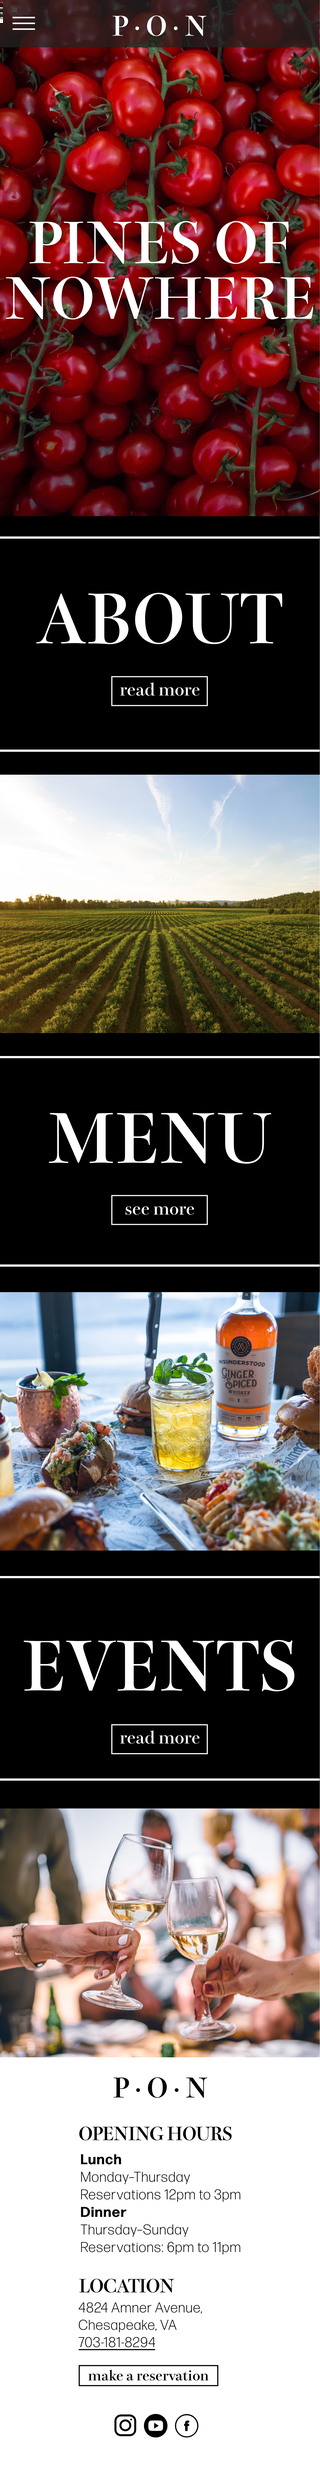 P·O·N
PINES OF
NOWHERE
ABOUT
read more
MENU
see more
MISUNDERSTOOD
GINGER
SPICED
WHISKEY
EVENTS
read more
P·O·N
OPENING HOURS
Lunch
Monday–Thursday
Reservations 12pm to 3pm
Dinner
Thursday–Sunday
Reservations: 6pm to 11pm
LOCATION
4824 Amner Avenue,
Chesapeake, VA
703-181-8294
make a reservation